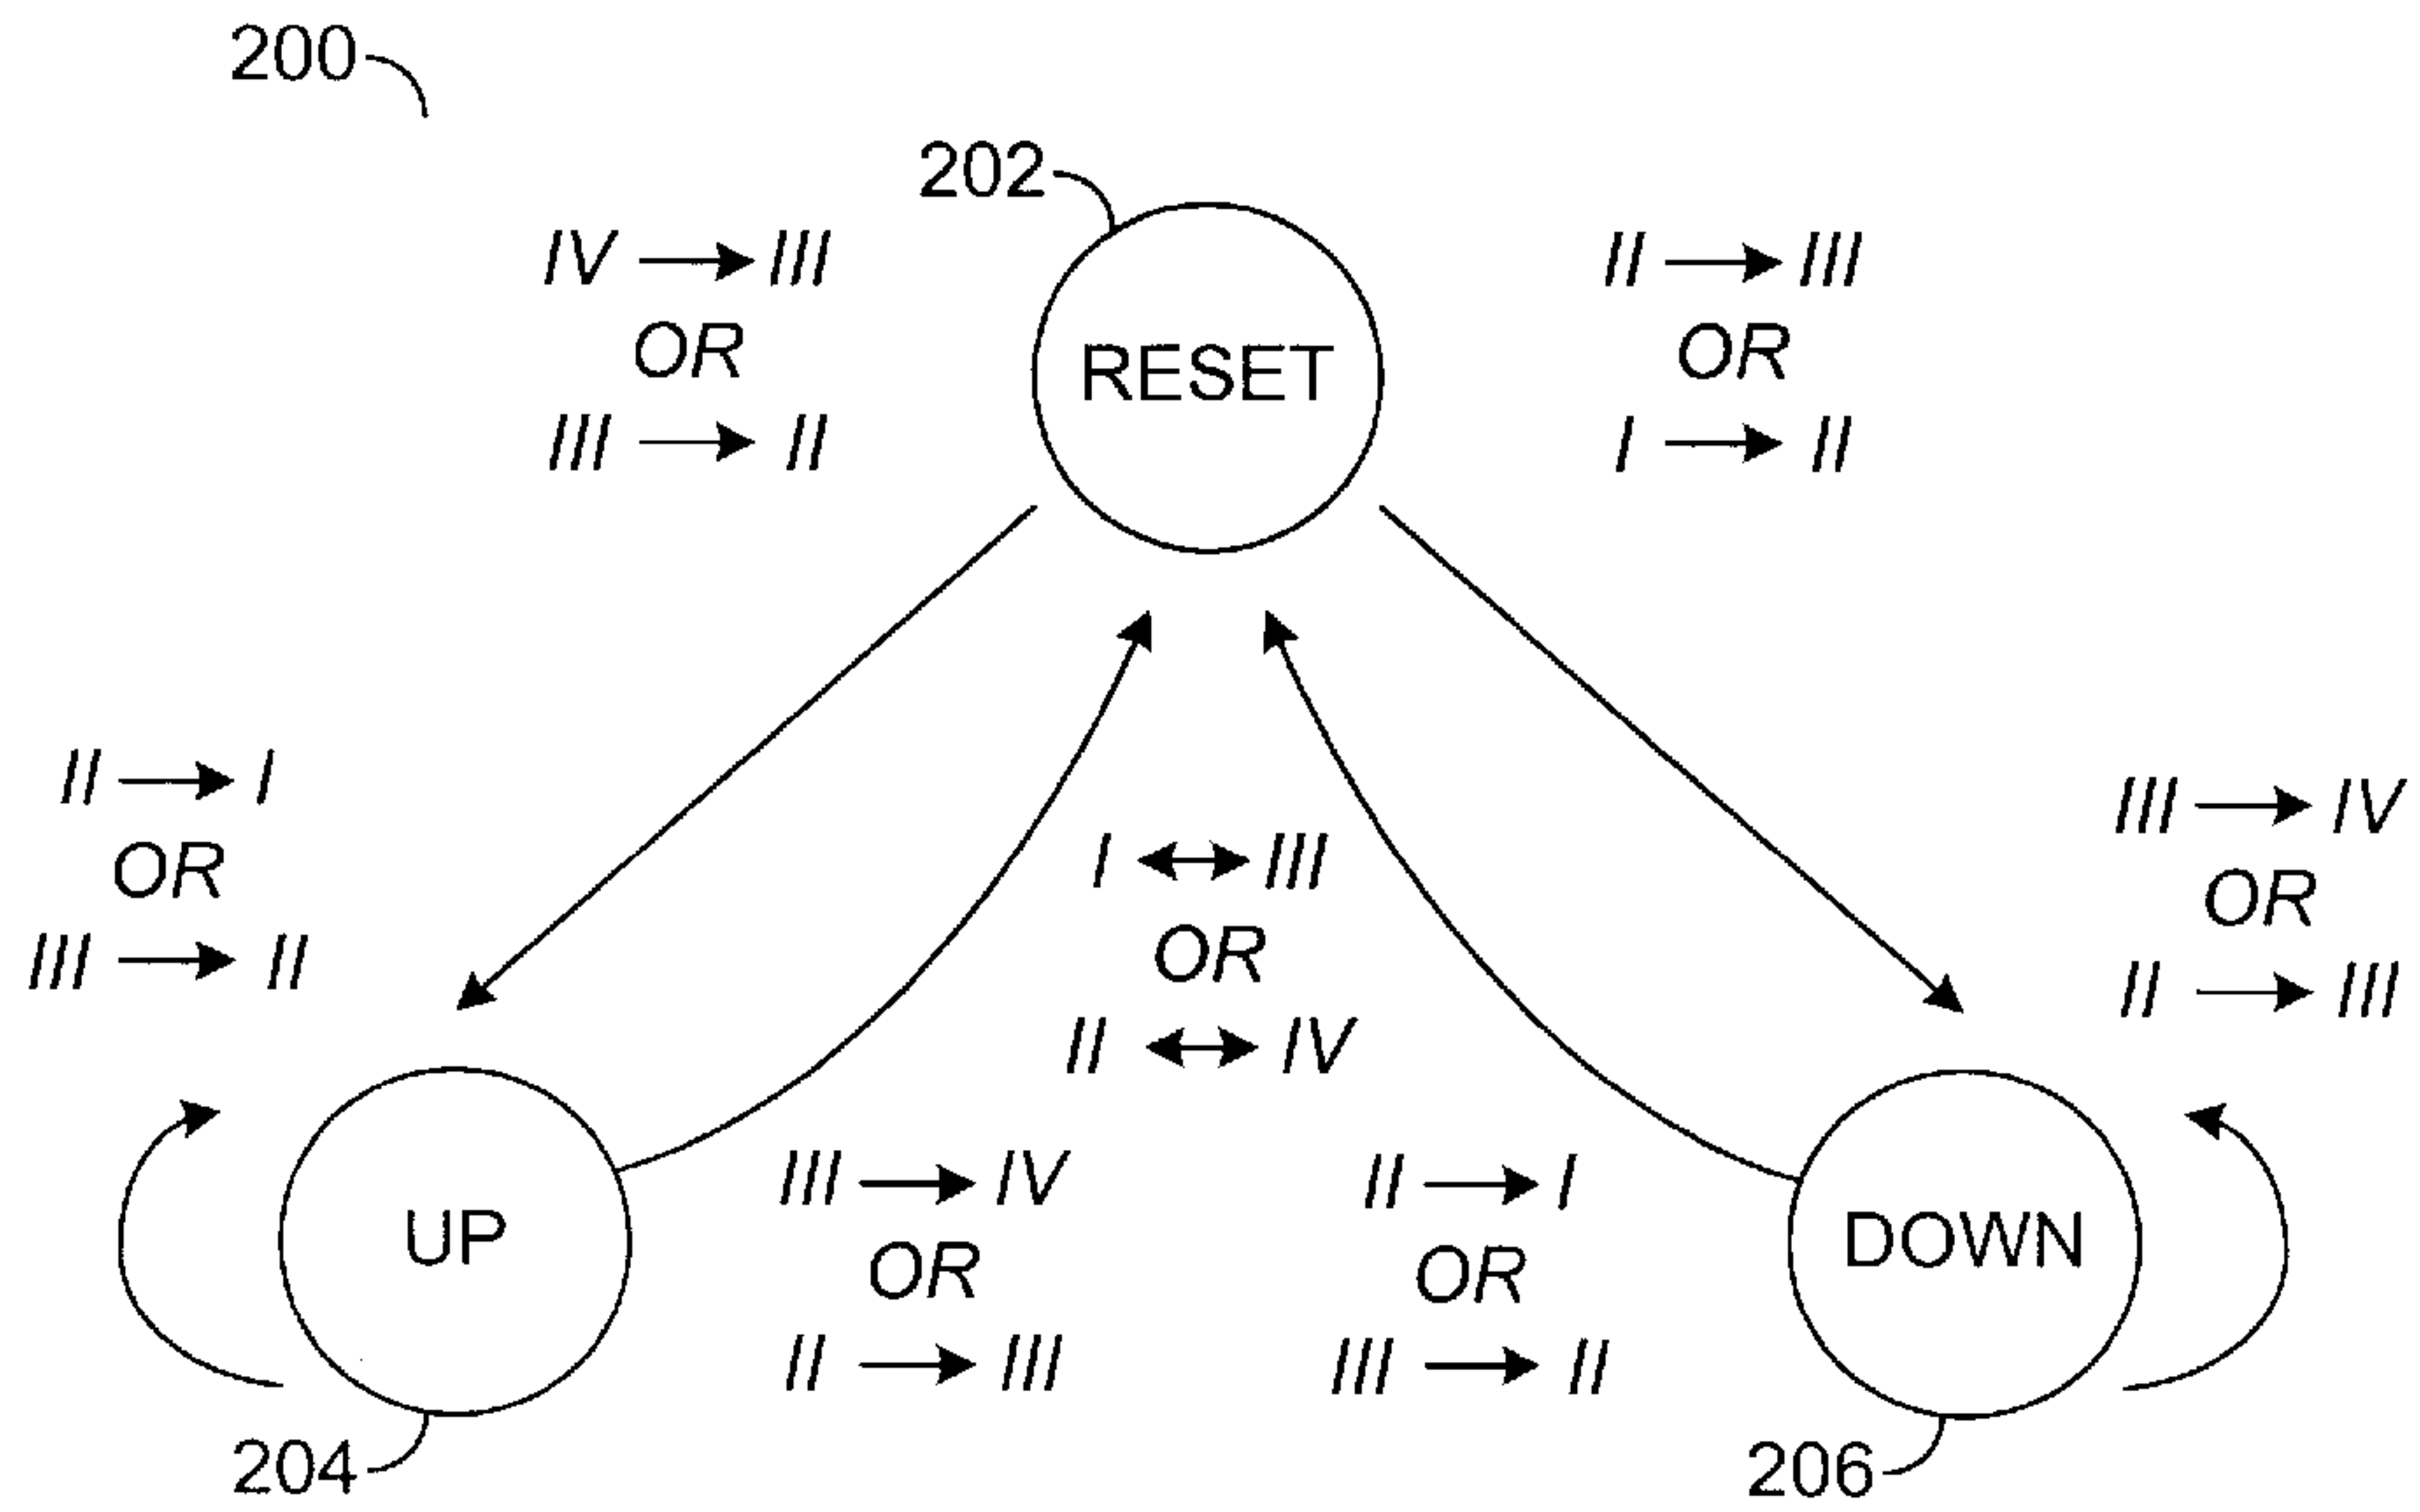 200
202
IV → III
OR
III → II
RESET
II → III
OR
I → II
II → I
OR
III → II
I ↔ III
OR
II ↔ IV
III → IV
OR
II → III
UP
III → IV
OR
II → III
II → I
OR
III → II
DOWN
204
206